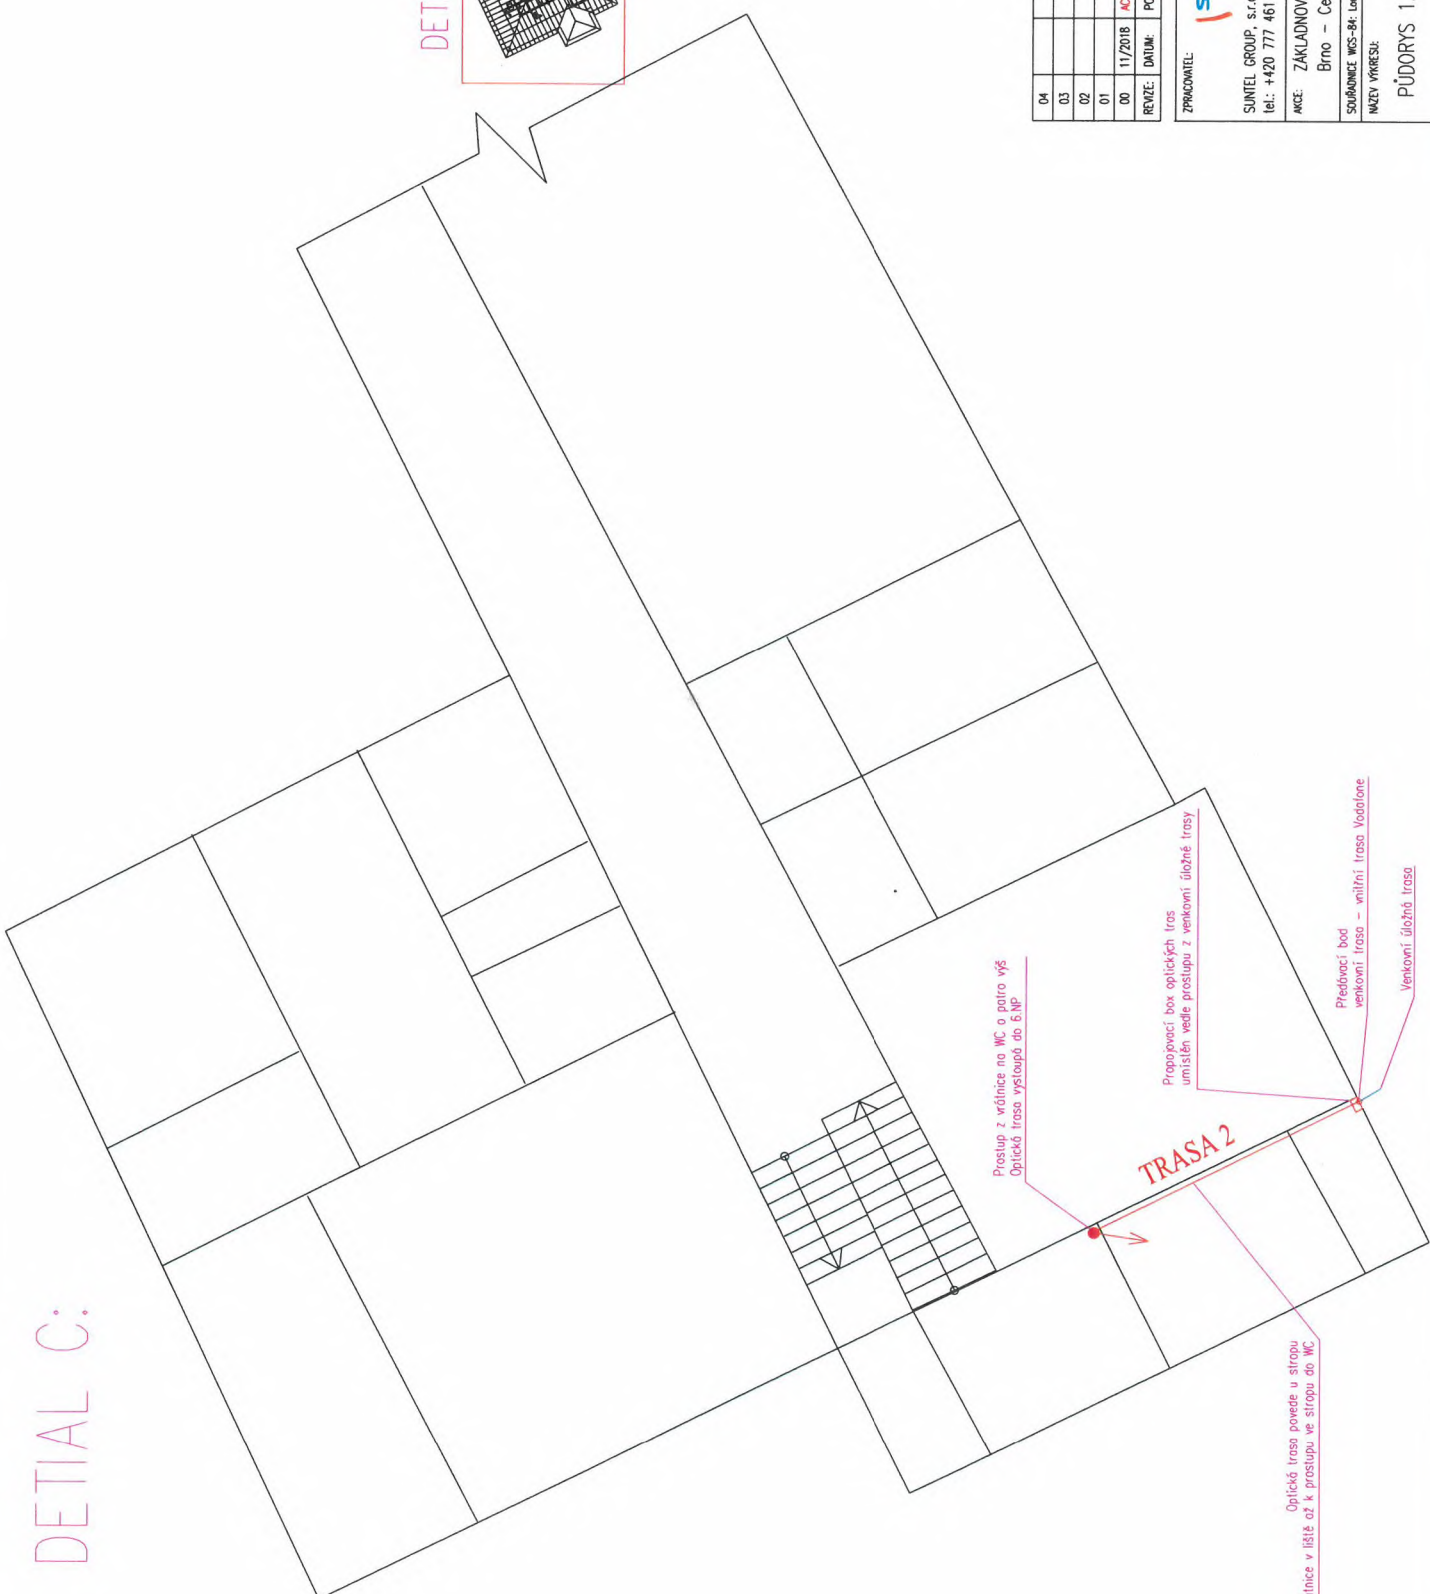 DETIAL C:
DET
Prostup z vrátnice na WC o patro výš
Optická trasa vystoupá do 6.NP
Propojovací box optických tras
umístěn vedle prostupu z venkovní úložné trasy
Předávací bod
venkovní trasa - vnitřní trasa Vodafone
Venkovní úložná trasa
TRASA 2
Optická trasa povede u stropu
v liště až k prostupu ve stropu do WC
04
03
02
01
00 11/2018
REVIZE: DATUM:
ZPRACOVATEL:
SUNTEL GROUP, s.r.
tel.: +420 777 461
AKCE: ZÁKLADNOV
Brno - Ce
SOUŘADNICE WGS-84:
NÁZEV VÝKRESU:
PŮDORYS 1.